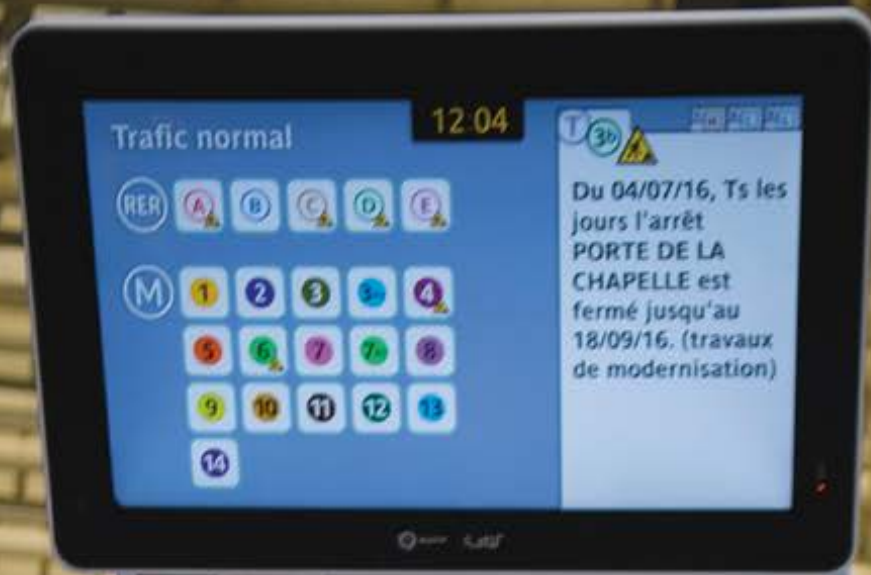 12:04
Trafic normal
RER A B C D E
M 1 2 3 3bis 4
5 6 7 7bis 8
9 10 11 12 13
14
T 3b
Du 04/07/16, Ts les
jours l'arrêt
PORTE DE LA
CHAPELLE est
fermé jusqu'au
18/09/16. (travaux
de modernisation)